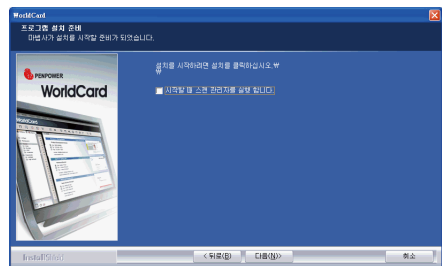 WorldCard
프로그램 설치 준비
마법사가 설치를 시작할 준비가 되었습니다.
PENPOWER
WorldCard
설치를 시작하려면 설치를 클릭하십시오.₩
₩
시작할 때 스캔 관리자를 실행 합니다.
InstallShield
< 뒤로(B)
다음(N)>
취소